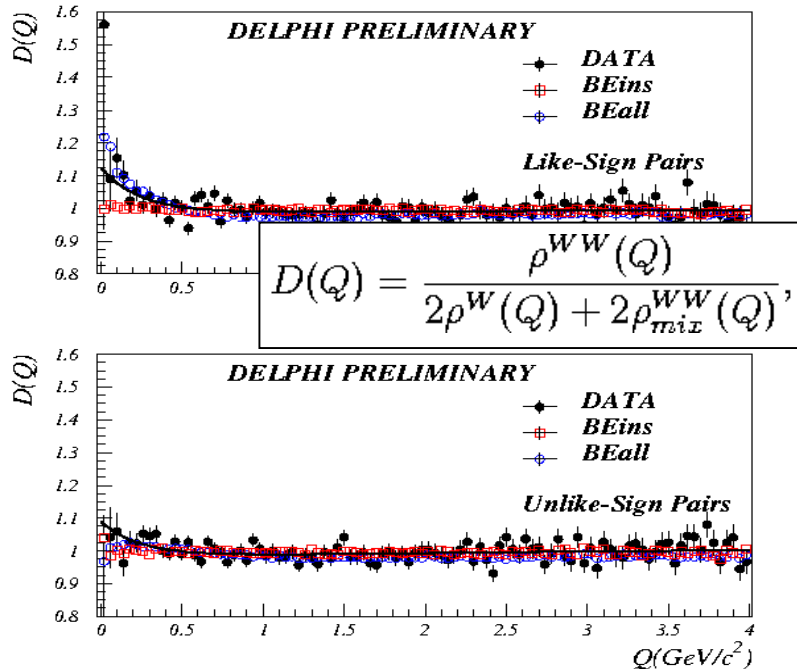 D(Q)
1.6
1.5
1.4
1.3
1.2
1.1
1
0.9
0.8
DELPHI PRELIMINARY
DATA
BEins
BEall
Like-Sign Pairs
0 0.5
D(Q) = ρ^{WW}(Q) / (2ρ^{W}(Q) + 2ρ^{WW}_{mix}(Q)),
D(Q)
1.6
1.5
1.4
1.3
1.2
1.1
1
0.9
0.8
DELPHI PRELIMINARY
DATA
BEins
BEall
Unlike-Sign Pairs
0 0.5 1 1.5 2 2.5 3 3.5 4
Q(GeV/c²)